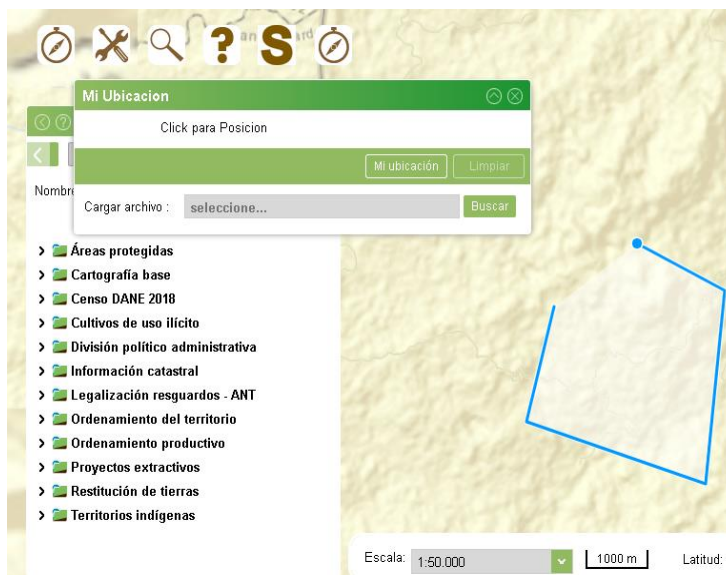 ?
S
Mi Ubicacion
Click para Posicion
Mi ubicación Limpiar
Cargar archivo : seleccione... Buscar
Áreas protegidas
Cartografía base
Censo DANE 2018
Cultivos de uso ilícito
División político administrativa
Información catastral
Legalización resguardos - ANT
Ordenamiento del territorio
Ordenamiento productivo
Proyectos extractivos
Restitución de tierras
Territorios indígenas
Escala: 1:50.000 1000 m Latitud: